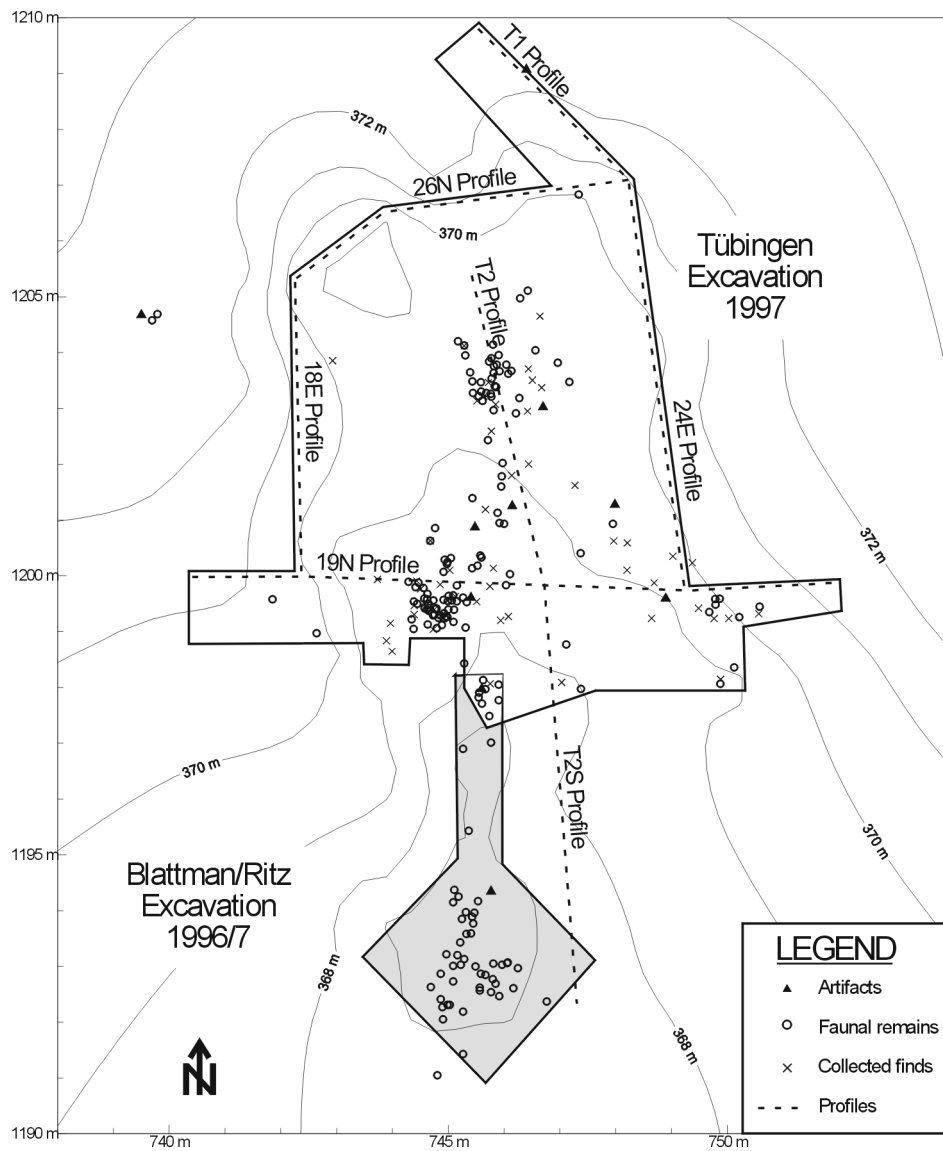 1210 m
T1 Profile
372 m
26N Profile
370 m
Tübingen
Excavation
1997
T2 Profile
1205 m
18E Profile
24E Profile
372 m
19N Profile
1200 m
370 m
T2S Profile
370 m
1195 m
Blattman/Ritz
Excavation
1996/7
368 m
368 m
N
LEGEND
Artifacts
Faunal remains
Collected finds
Profiles
1190 m
740 m
745 m
750 m